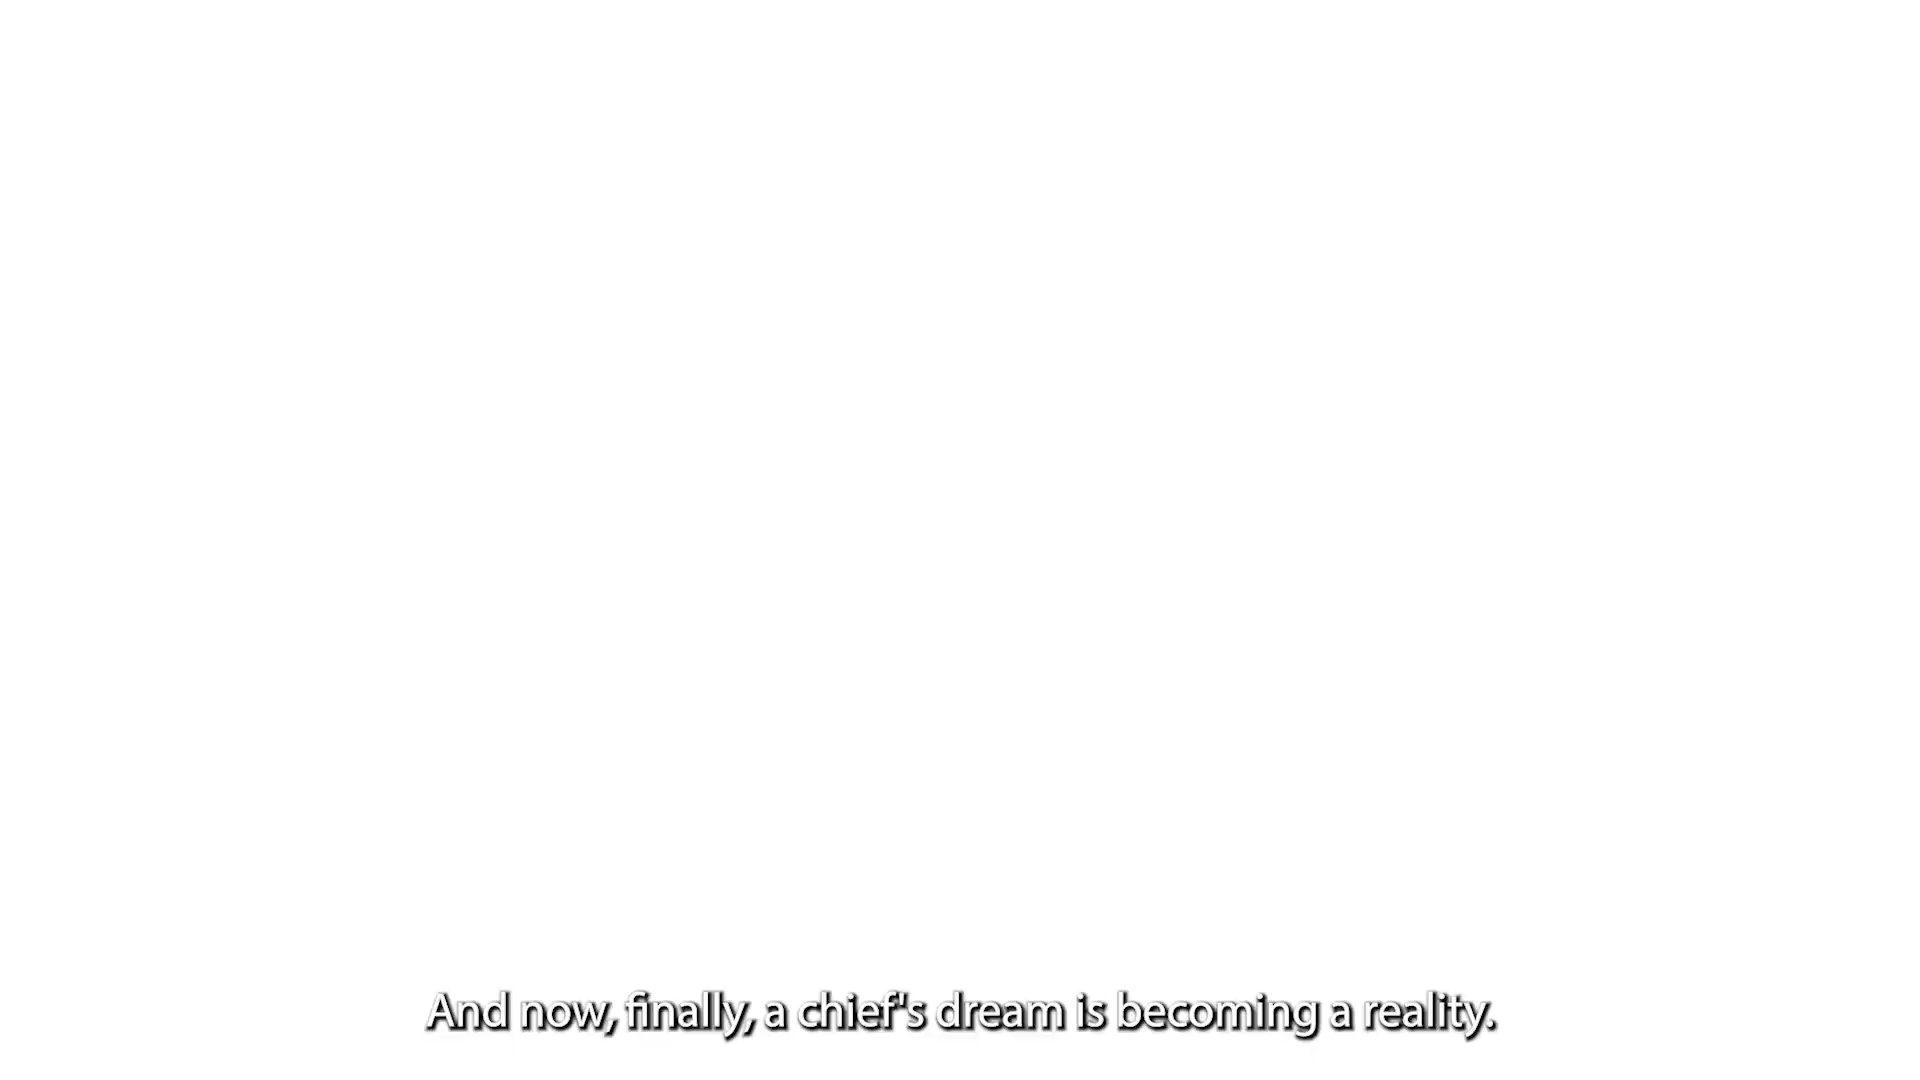 And now, finally, a chief's dream is becoming a reality.